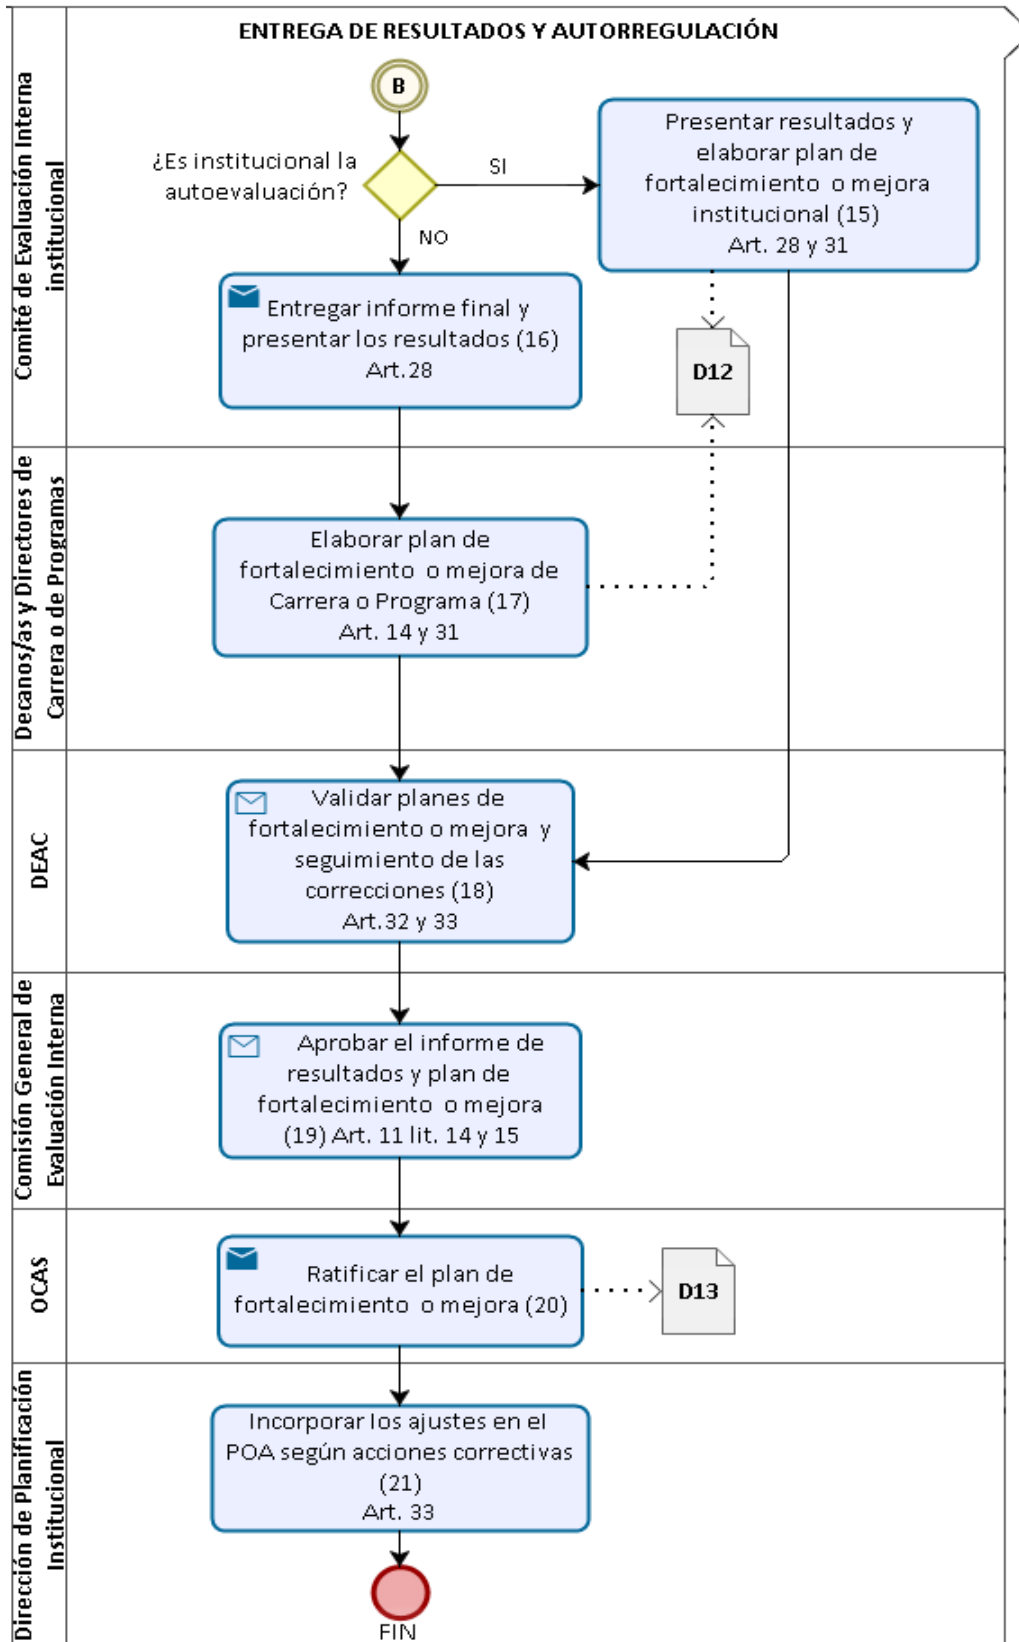 ENTREGA DE RESULTADOS Y AUTORREGULACIÓN
Comité de Evaluación Interna
institucional
B
¿Es institucional la
autoevaluación?
SI
NO
Presentar resultados y
elaborar plan de
fortalecimiento o mejora
institucional (15)
Art. 28 y 31
Entregar informe final y
presentar los resultados (16)
Art.28
D12
Decanos/as y Directores de
Carrera o de Programas
Elaborar plan de
fortalecimiento o mejora de
Carrera o Programa (17)
Art. 14 y 31
DEAC
Validar planes de
fortalecimiento o mejora y
seguimiento de las
correcciones (18)
Art.32 y 33
Comisión General de
Evaluación Interna
Aprobar el informe de
resultados y plan de
fortalecimiento o mejora
(19) Art. 11 lit. 14 y 15
OCAS
Ratificar el plan de
fortalecimiento o mejora (20)
D13
Dirección de Planificación
Institucional
Incorporar los ajustes en el
POA según acciones correctivas
(21)
Art. 33
FIN